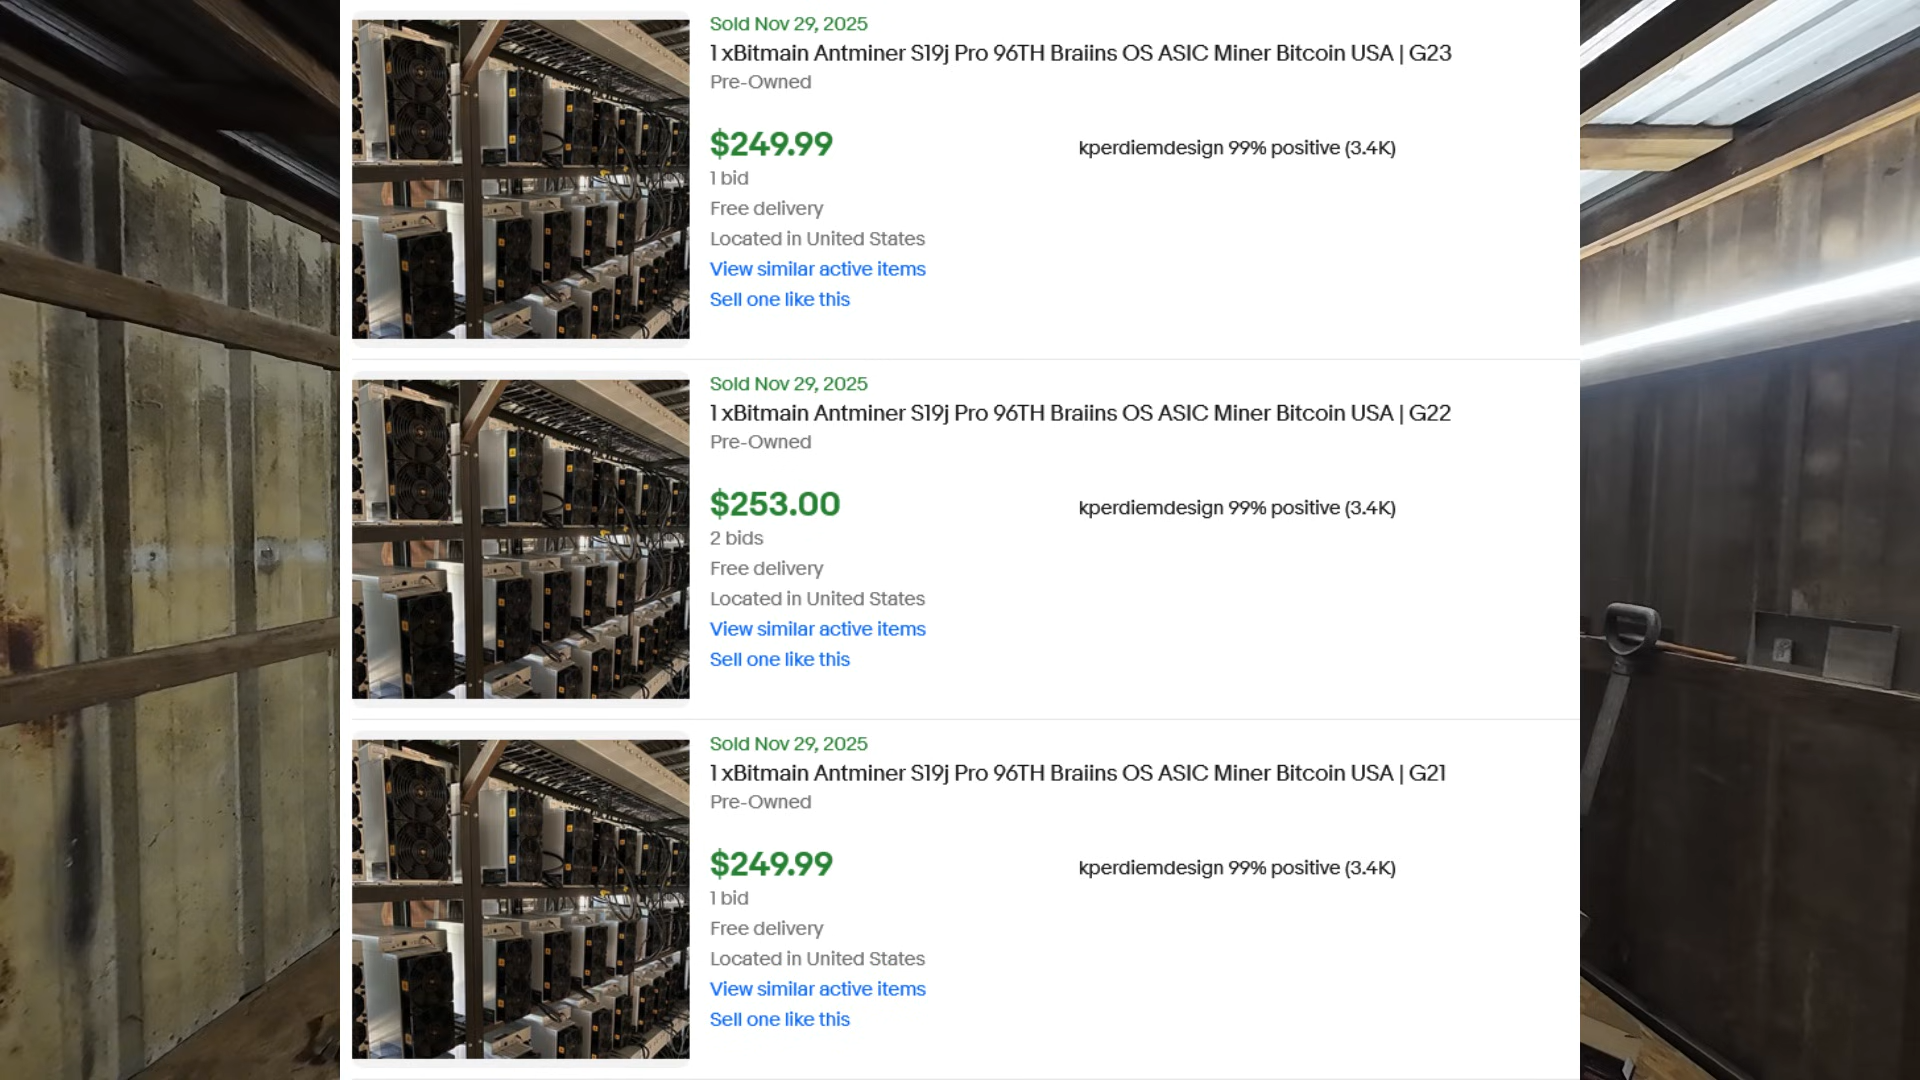 Sold Nov 29, 2025
1 xBitmain Antminer S19j Pro 96TH Braiins OS ASIC Miner Bitcoin USA | G23
Pre-Owned
$249.99
kperdiemdesign 99% positive (3.4K)
1 bid
Free delivery
Located in United States
View similar active items
Sell one like this
Sold Nov 29, 2025
1 xBitmain Antminer S19j Pro 96TH Braiins OS ASIC Miner Bitcoin USA | G22
Pre-Owned
$253.00
kperdiemdesign 99% positive (3.4K)
2 bids
Free delivery
Located in United States
View similar active items
Sell one like this
Sold Nov 29, 2025
1 xBitmain Antminer S19j Pro 96TH Braiins OS ASIC Miner Bitcoin USA | G21
Pre-Owned
$249.99
kperdiemdesign 99% positive (3.4K)
1 bid
Free delivery
Located in United States
View similar active items
Sell one like this